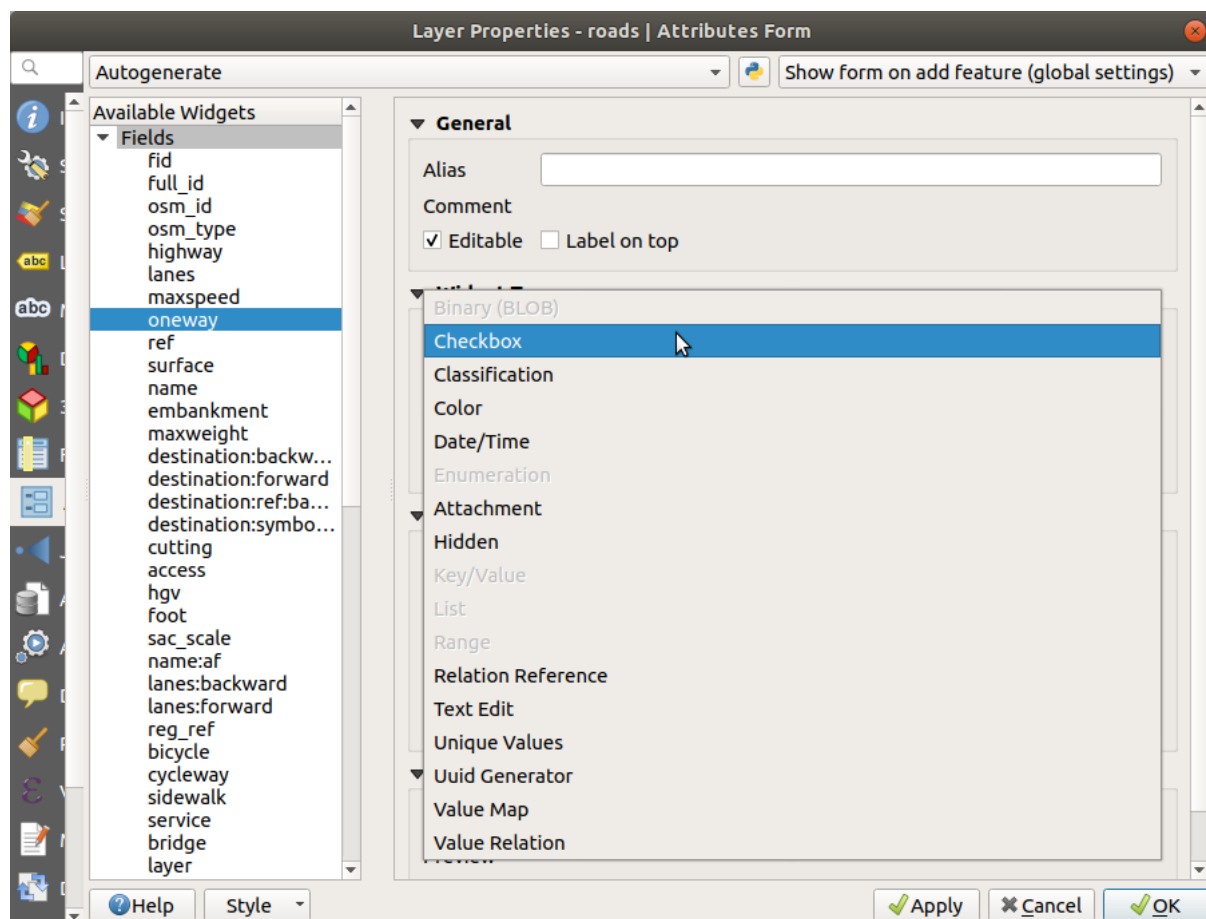 Layer Properties - roads | Attributes Form
Autogenerate
Show form on add feature (global settings)
Available Widgets
Fields
fid
full_id
osm_id
osm_type
highway
lanes
maxspeed
oneway
ref
surface
name
embankment
maxweight
destination:backw...
destination:forward
destination:ref:ba...
destination:symbo...
cutting
access
hgv
foot
sac_scale
name:af
lanes:backward
lanes:forward
reg_ref
bicycle
cycleway
sidewalk
service
bridge
layer
General
Alias
Comment
Editable
Label on top
Binary (BLOB)
Checkbox
Classification
Color
Date/Time
Enumeration
Attachment
Hidden
Key/Value
List
Range
Relation Reference
Text Edit
Unique Values
Uuid Generator
Value Map
Value Relation
abc
abc
Help
Style
Apply
Cancel
OK